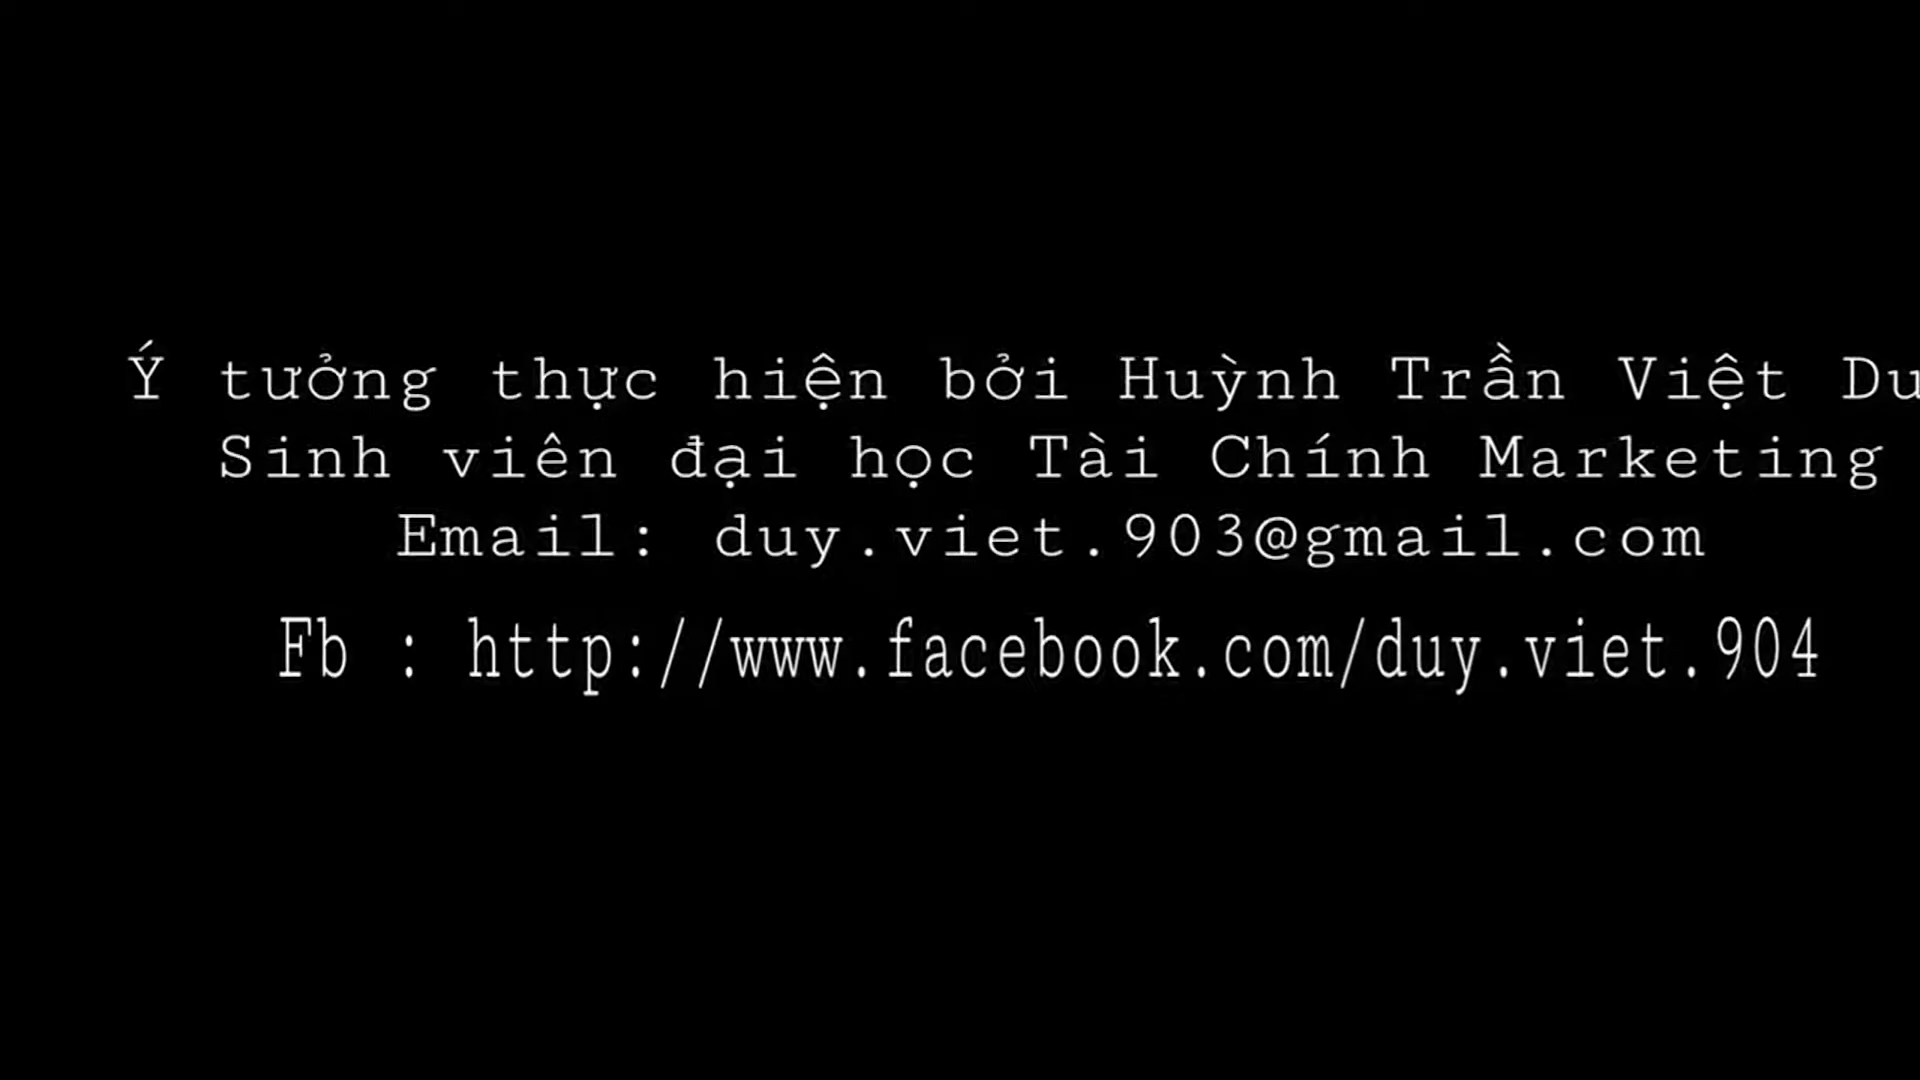 Ý tưởng thực hiện bởi Huỳnh Trần Việt Du
Sinh viên đại học Tài Chính Marketing
Email: duy.viet.903@gmail.com
Fb : http://www.facebook.com/duy.viet.904